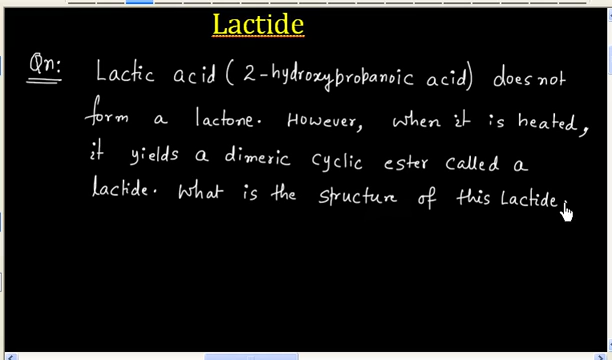 Lactide
Qn: Lactic acid (2-hydroxypropanoic acid) does not
form a lactone. However, when it is heated,
it yields a dimeric cyclic ester called a
lactide. What is the structure of this Lactide.